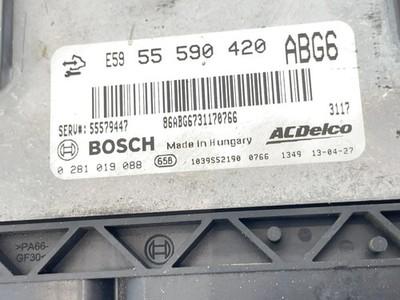 E59 55 590 420 ABG6
SERV#: 55579447 86ABG6731170766 3117
BOSCH Made in Hungary ACDelco
0 281 019 088 658 1039S52190 0766 1349 13-04-27
>PA66-
GF30<